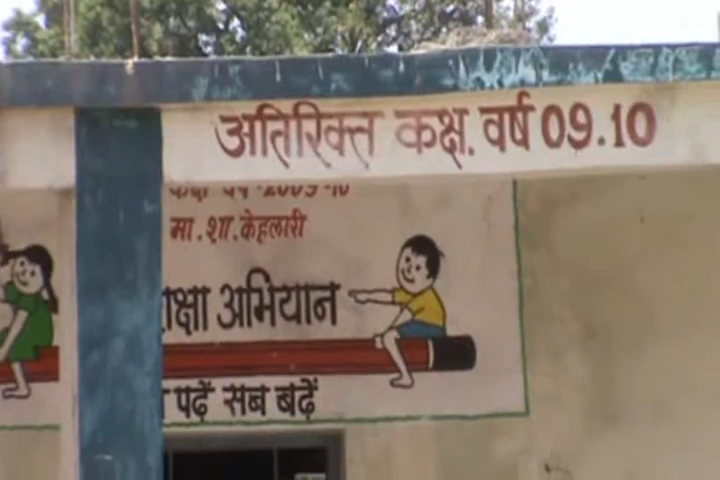 अतिरिक्त कक्ष. वर्ष 09.10
मा.शा.केहलारी
अभियान
पढ़ें सब बढ़ें